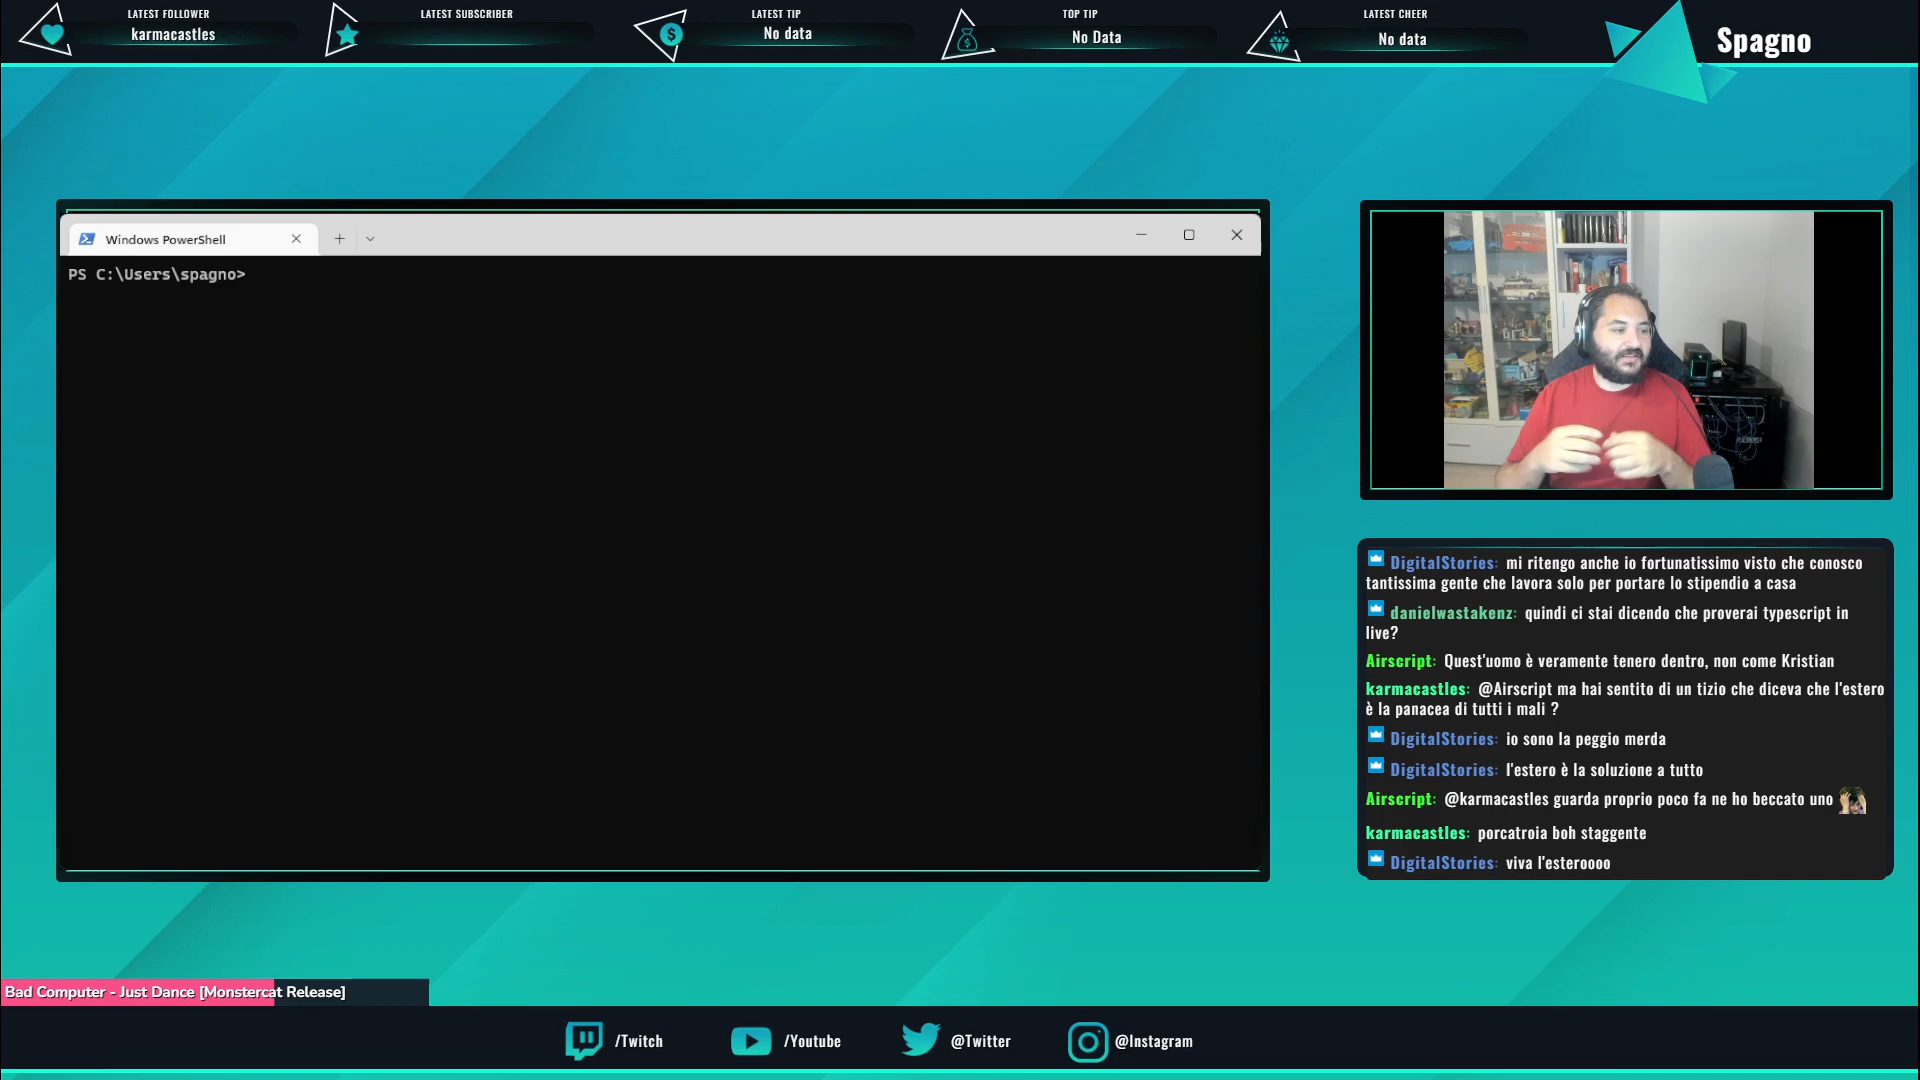 LATEST FOLLOWER
karmacastles
LATEST SUBSCRIBER
LATEST TIP
No data
TOP TIP
No Data
LATEST CHEER
No data
Spagno
Windows PowerShell
PS C:\Users\spagno>
DigitalStories: mi ritengo anche io fortunatissimo visto che conosco
tantissima gente che lavora solo per portare lo stipendio a casa
danielwastakenz: quindi ci stai dicendo che proverai typescript in
live?
Airscript: Quest'uomo è veramente tenero dentro, non come Kristian
karmacastles: @Airscript ma hai sentito di un tizio che diceva che l'estero
è la panacea di tutti i mali ?
DigitalStories: io sono la peggio merda
DigitalStories: l'estero è la soluzione a tutto
Airscript: @karmacastles guarda proprio poco fa ne ho beccato uno
karmacastles: porcatroia boh staggente
DigitalStories: viva l'esteroooo
Bad Computer - Just Dance [Monstercat Release]
/Twitch
/Youtube
@Twitter
@Instagram